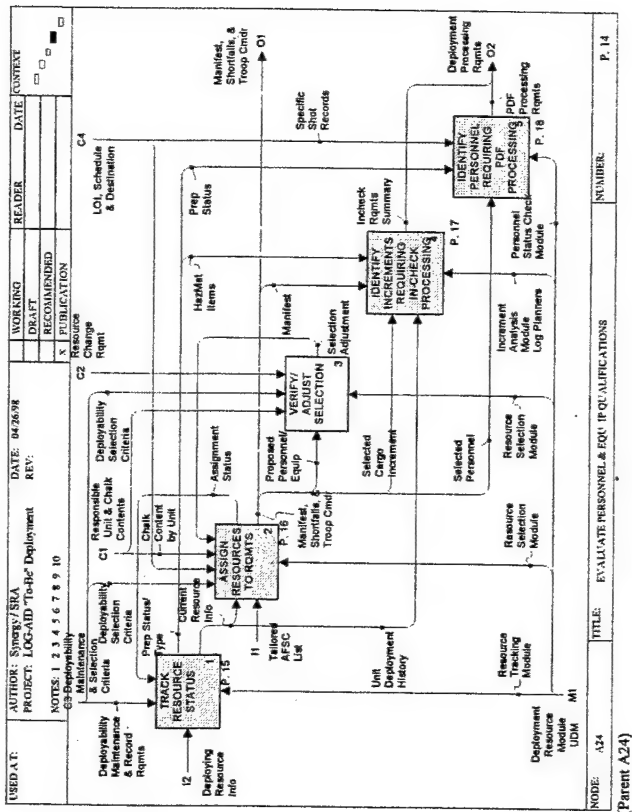 USED AT:
AUTHOR: Synergy/ SRA
PROJECT: LOG-AID "To-Be" Deployment
NOTES: 1 2 3 4 5 6 7 8 9 10
DATE: 04/26/98
REV:
WORKING
DRAFT
RECOMMENDED
x PUBLICATION
READER
DATE
CONTEXT
C3 Deployability
Maintenance
& Selection
Criteria
Deployability
Maintenance
& Record
Rqmts
I2
Deploying
Resource
Info
TRACK
RESOURCE
STATUS
1
P. 15
Deployability
Selection
Criteria
Prep Status/
Type
Current
Resource
Info
I1
Tailored
AFSC
List
Unit
Deployment
History
C1
Responsible
Unit & Chalk
Contents
Chalk
Content
by Unit
Assignment
Status
ASSIGN
RESOURCES
TO RQMTS
2
P. 16
Manifest,
Shortfalls, &
Troop Cmdr
Deployability
Selection
Criteria
C2
Resource
Change
Rqmt
Proposed
Personnel/
Equip
VERIFY/
ADJUST
SELECTION
3
Selection
Adjustment
Selected
Cargo
Increment
Selected
Personnel
Manifest
HazMat
Items
Prep
Status
C4
LOI, Schedule
& Destination
Specific
Shot
Records
IDENTIFY
INCREMENTS
REQUIRING
IN-CHECK
PROCESSING
4
P. 17
Incheck
Rqmts
Summary
IDENTIFY
PERSONNEL
REQUIRING
PDF
PROCESSING
5
P. 18
PDF
Processing
Rqmts
Manifest,
Shortfalls, &
Troop Cmdr
O1
Deployment
Processing
Rqmts
O2
Deployment
Resource
Module
UDM
M1
Resource
Tracking
Module
Resource
Selection
Module
Resource
Selection
Module
Increment
Analysis
Module
Log Planners
Personnel
Status Check
Module
NODE:
A24
TITLE:
EVALUATE PERSONNEL & EQUIP QUALIFICATIONS
NUMBER:
P. 14
(Parent A24)